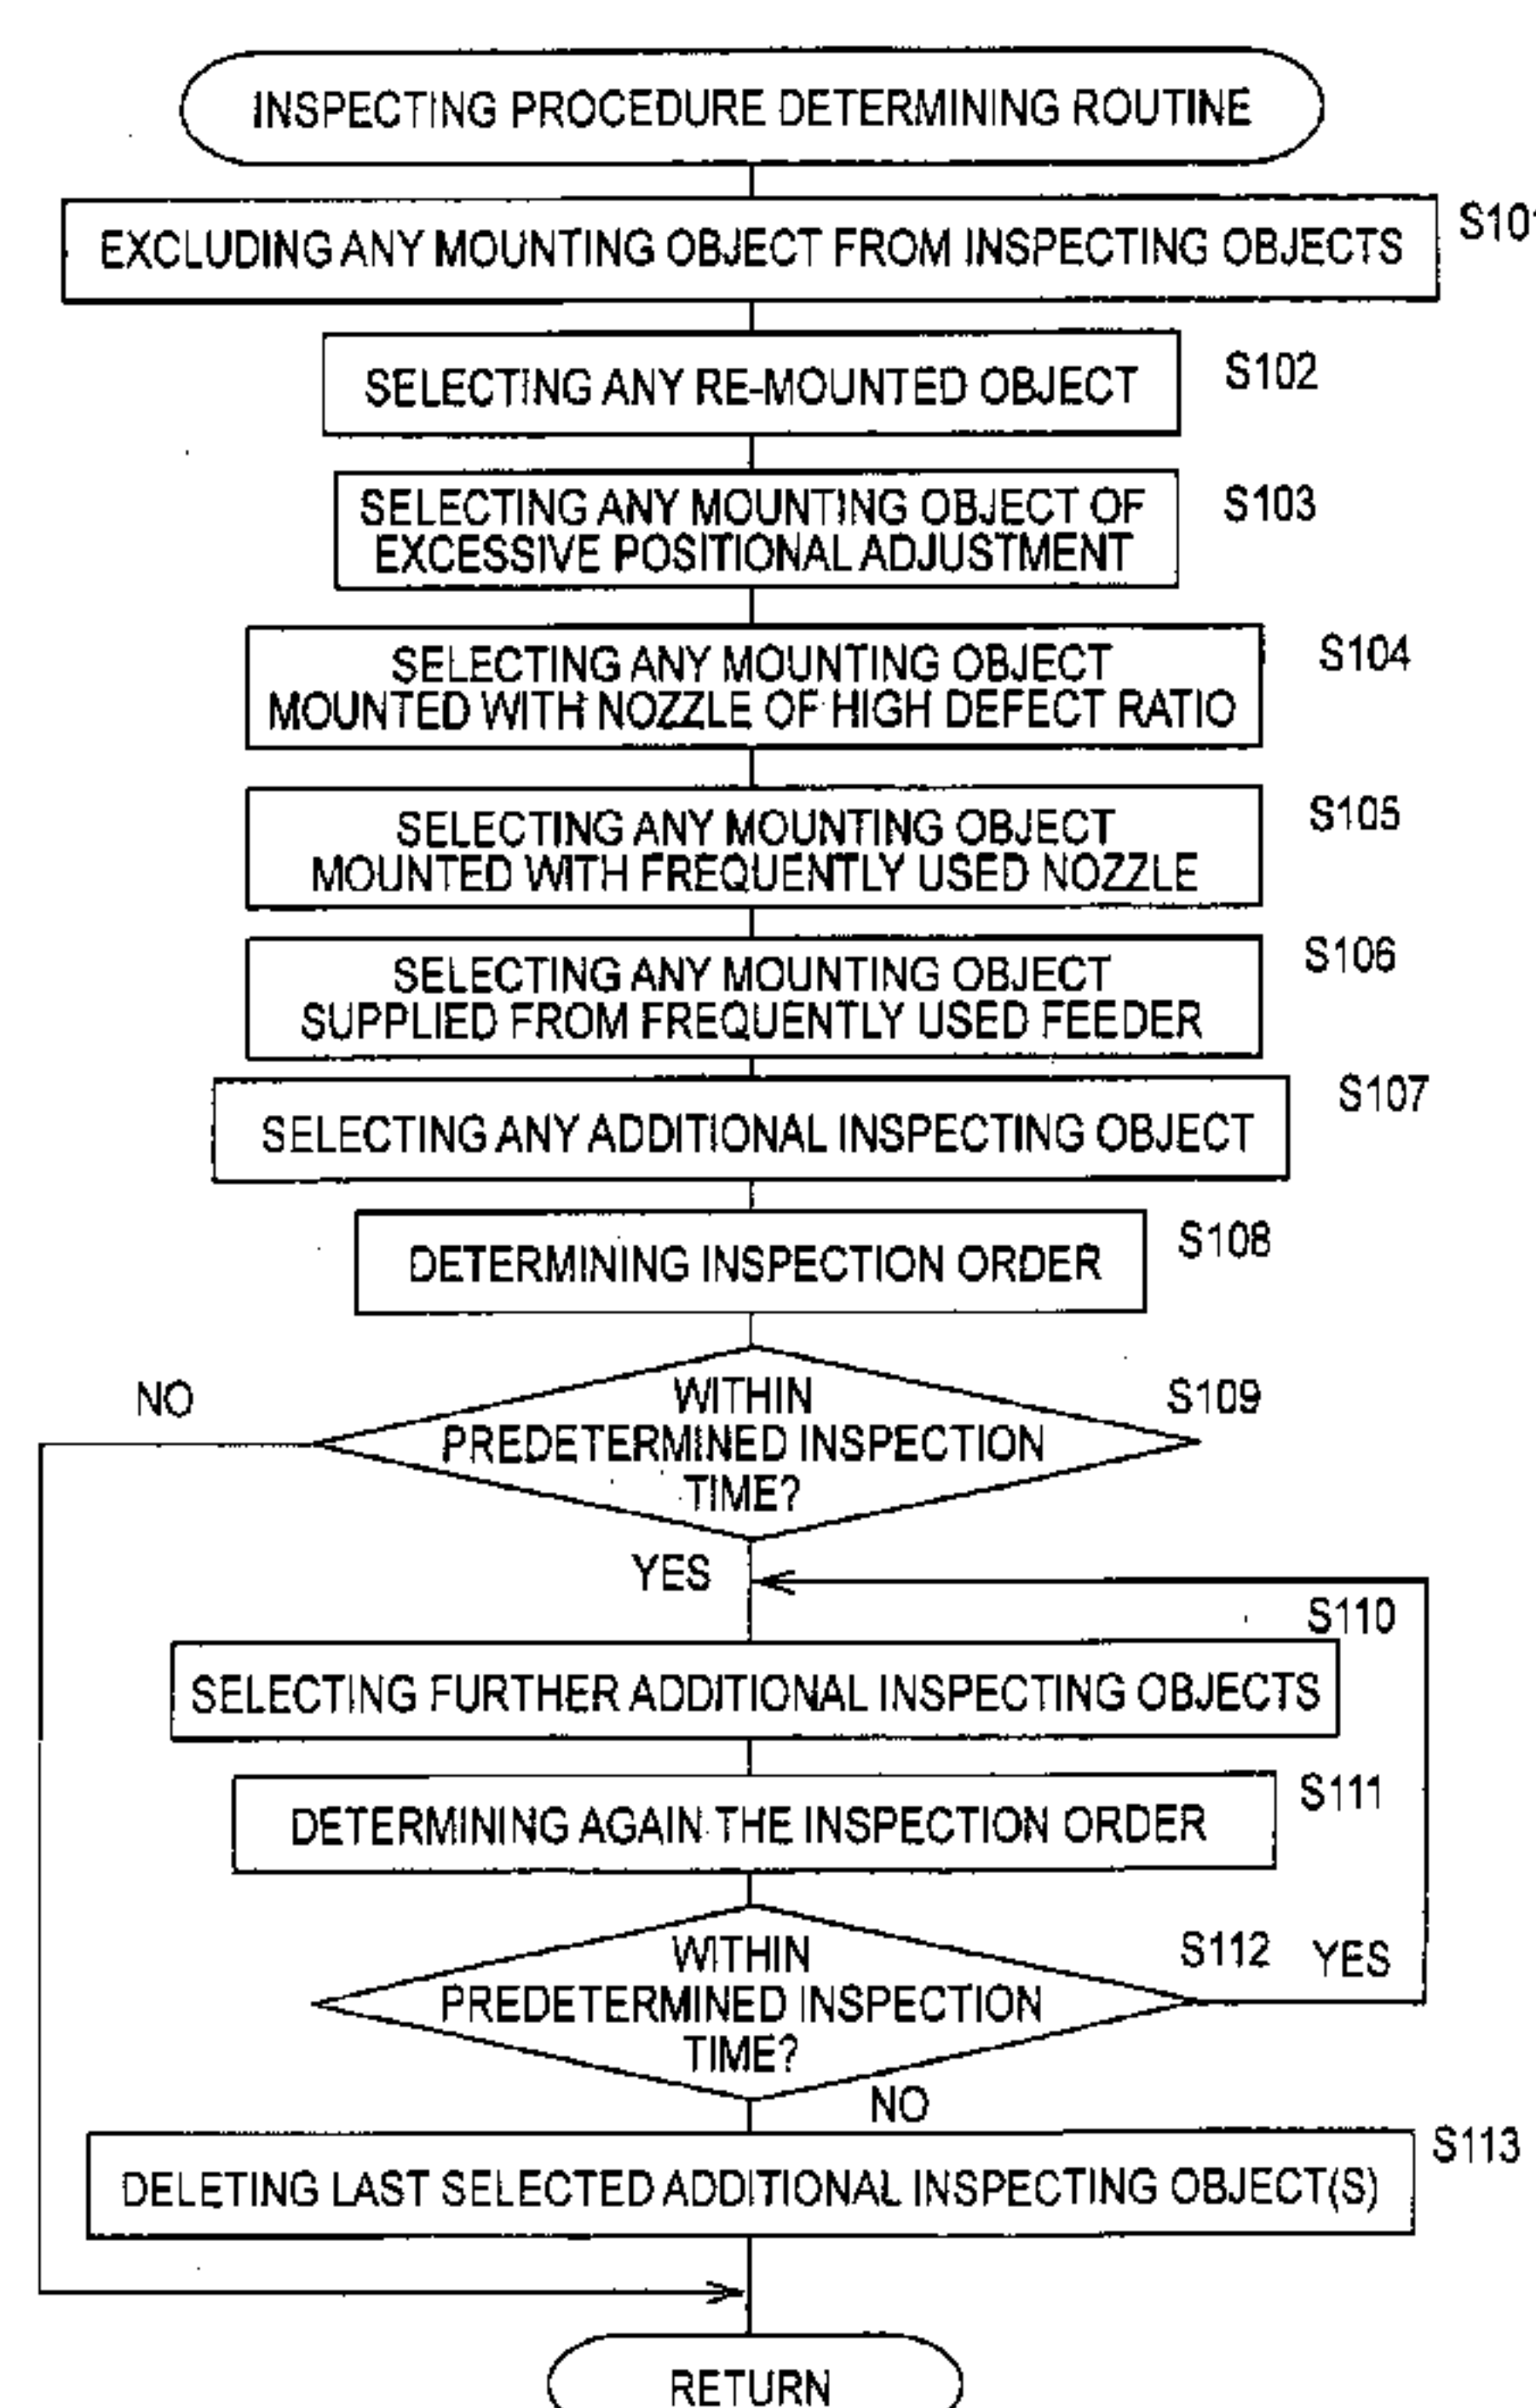 INSPECTING PROCEDURE DETERMINING ROUTINE
EXCLUDING ANY MOUNTING OBJECT FROM INSPECTING OBJECTS
S101
SELECTING ANY RE-MOUNTED OBJECT
S102
SELECTING ANY MOUNTING OBJECT OF
EXCESSIVE POSITIONAL ADJUSTMENT
S103
SELECTING ANY MOUNTING OBJECT
MOUNTED WITH NOZZLE OF HIGH DEFECT RATIO
S104
SELECTING ANY MOUNTING OBJECT
MOUNTED WITH FREQUENTLY USED NOZZLE
S105
SELECTING ANY MOUNTING OBJECT
SUPPLIED FROM FREQUENTLY USED FEEDER
S106
SELECTING ANY ADDITIONAL INSPECTING OBJECT
S107
DETERMINING INSPECTION ORDER
S108
NO
WITHIN
PREDETERMINED INSPECTION
TIME?
S109
YES
S110
SELECTING FURTHER ADDITIONAL INSPECTING OBJECTS
DETERMINING AGAIN THE INSPECTION ORDER
S111
WITHIN
PREDETERMINED INSPECTION
TIME?
S112
YES
NO
DELETING LAST SELECTED ADDITIONAL INSPECTING OBJECT(S)
S113
RETURN